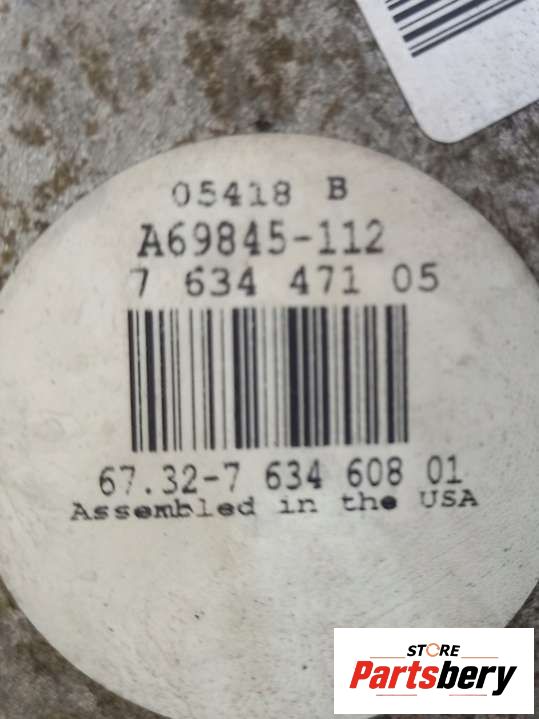 05418 B
A69845-112
7 634 471 05
67.32-7 634 608 01
Assembled in the USA
STORE
Partsbery